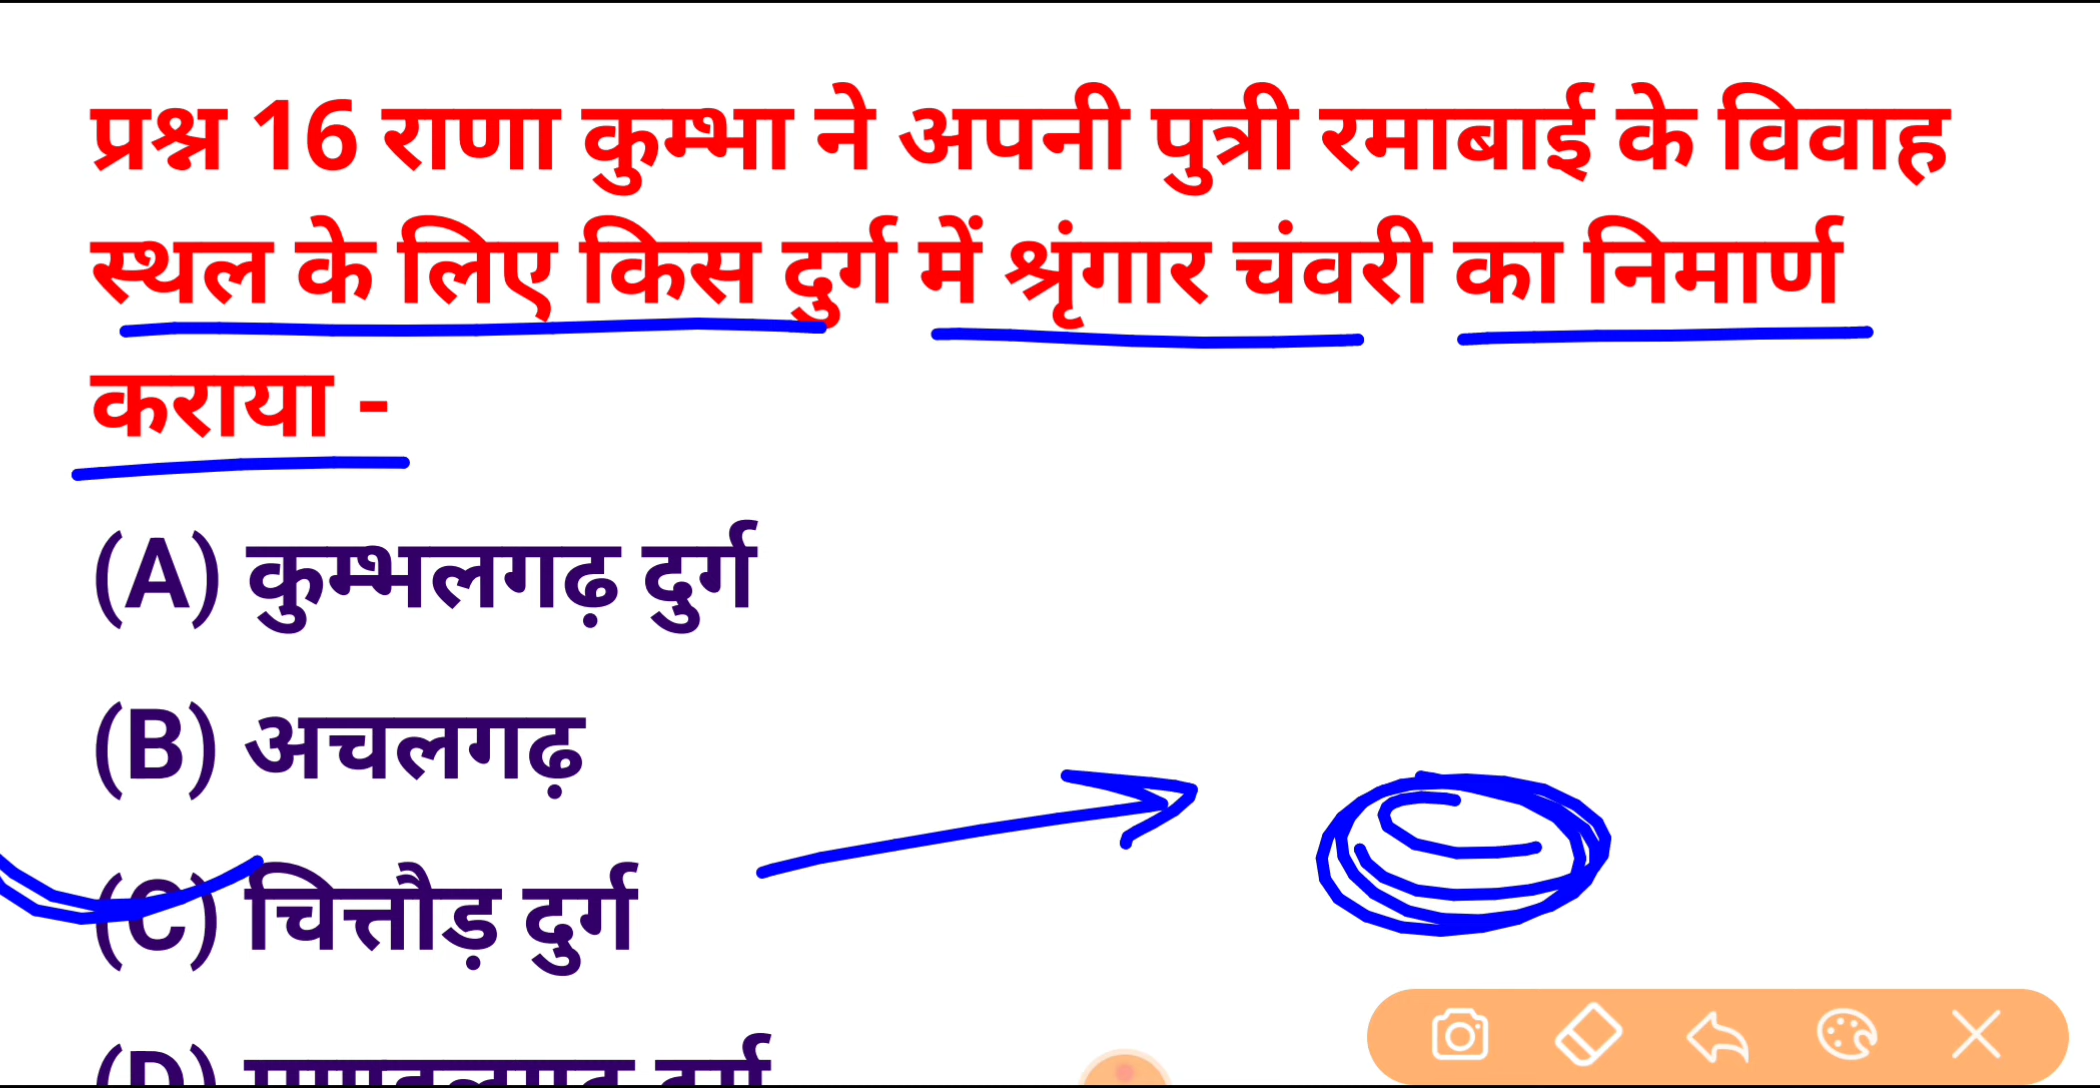 प्रश्न 16 राणा कुम्भा ने अपनी पुत्री रमाबाई के विवाह
स्थल के लिए किस दुर्ग में श्रृंगार चंवरी का निमार्ण
कराया -
(A) कुम्भलगढ़ दुर्ग
(B) अचलगढ़
(C) चित्तौड़ दुर्ग
(D) दुर्ग